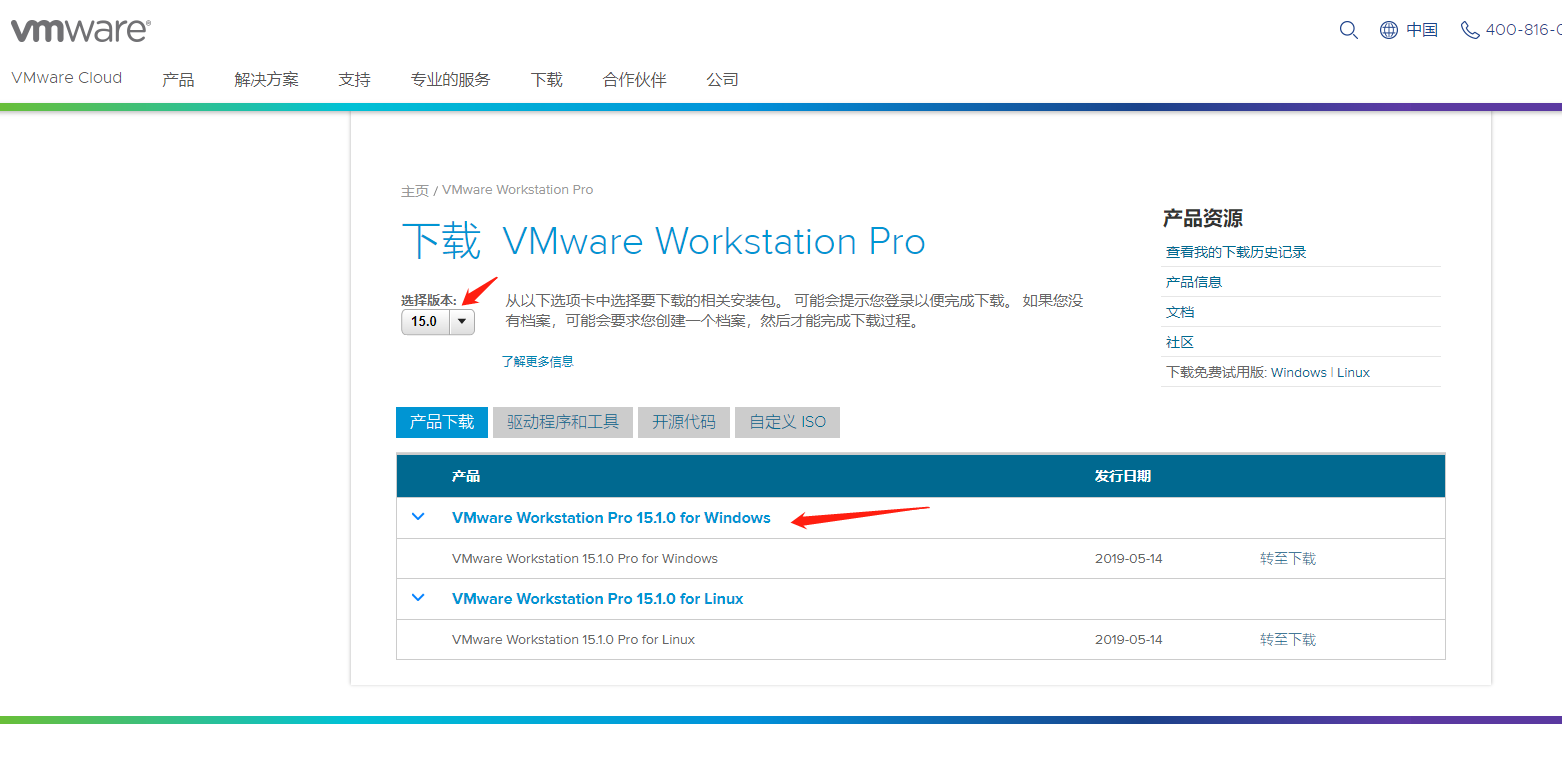 vmware®
中国
400-816-0
VMware Cloud 产品 解决方案 支持 专业的服务 下载 合作伙伴 公司
主页 / VMware Workstation Pro
下载 VMware Workstation Pro
选择版本:
15.0
从以下选项卡中选择要下载的相关安装包。 可能会提示您登录以便完成下载。 如果您没
有档案，可能会要求您创建一个档案，然后才能完成下载过程。
了解更多信息
产品资源
查看我的下载历史记录
产品信息
文档
社区
下载免费试用版: Windows | Linux
产品下载 驱动程序和工具 开源代码 自定义 ISO
产品 发行日期
VMware Workstation Pro 15.1.0 for Windows
VMware Workstation 15.1.0 Pro for Windows 2019-05-14 转至下载
VMware Workstation Pro 15.1.0 for Linux
VMware Workstation 15.1.0 Pro for Linux 2019-05-14 转至下载